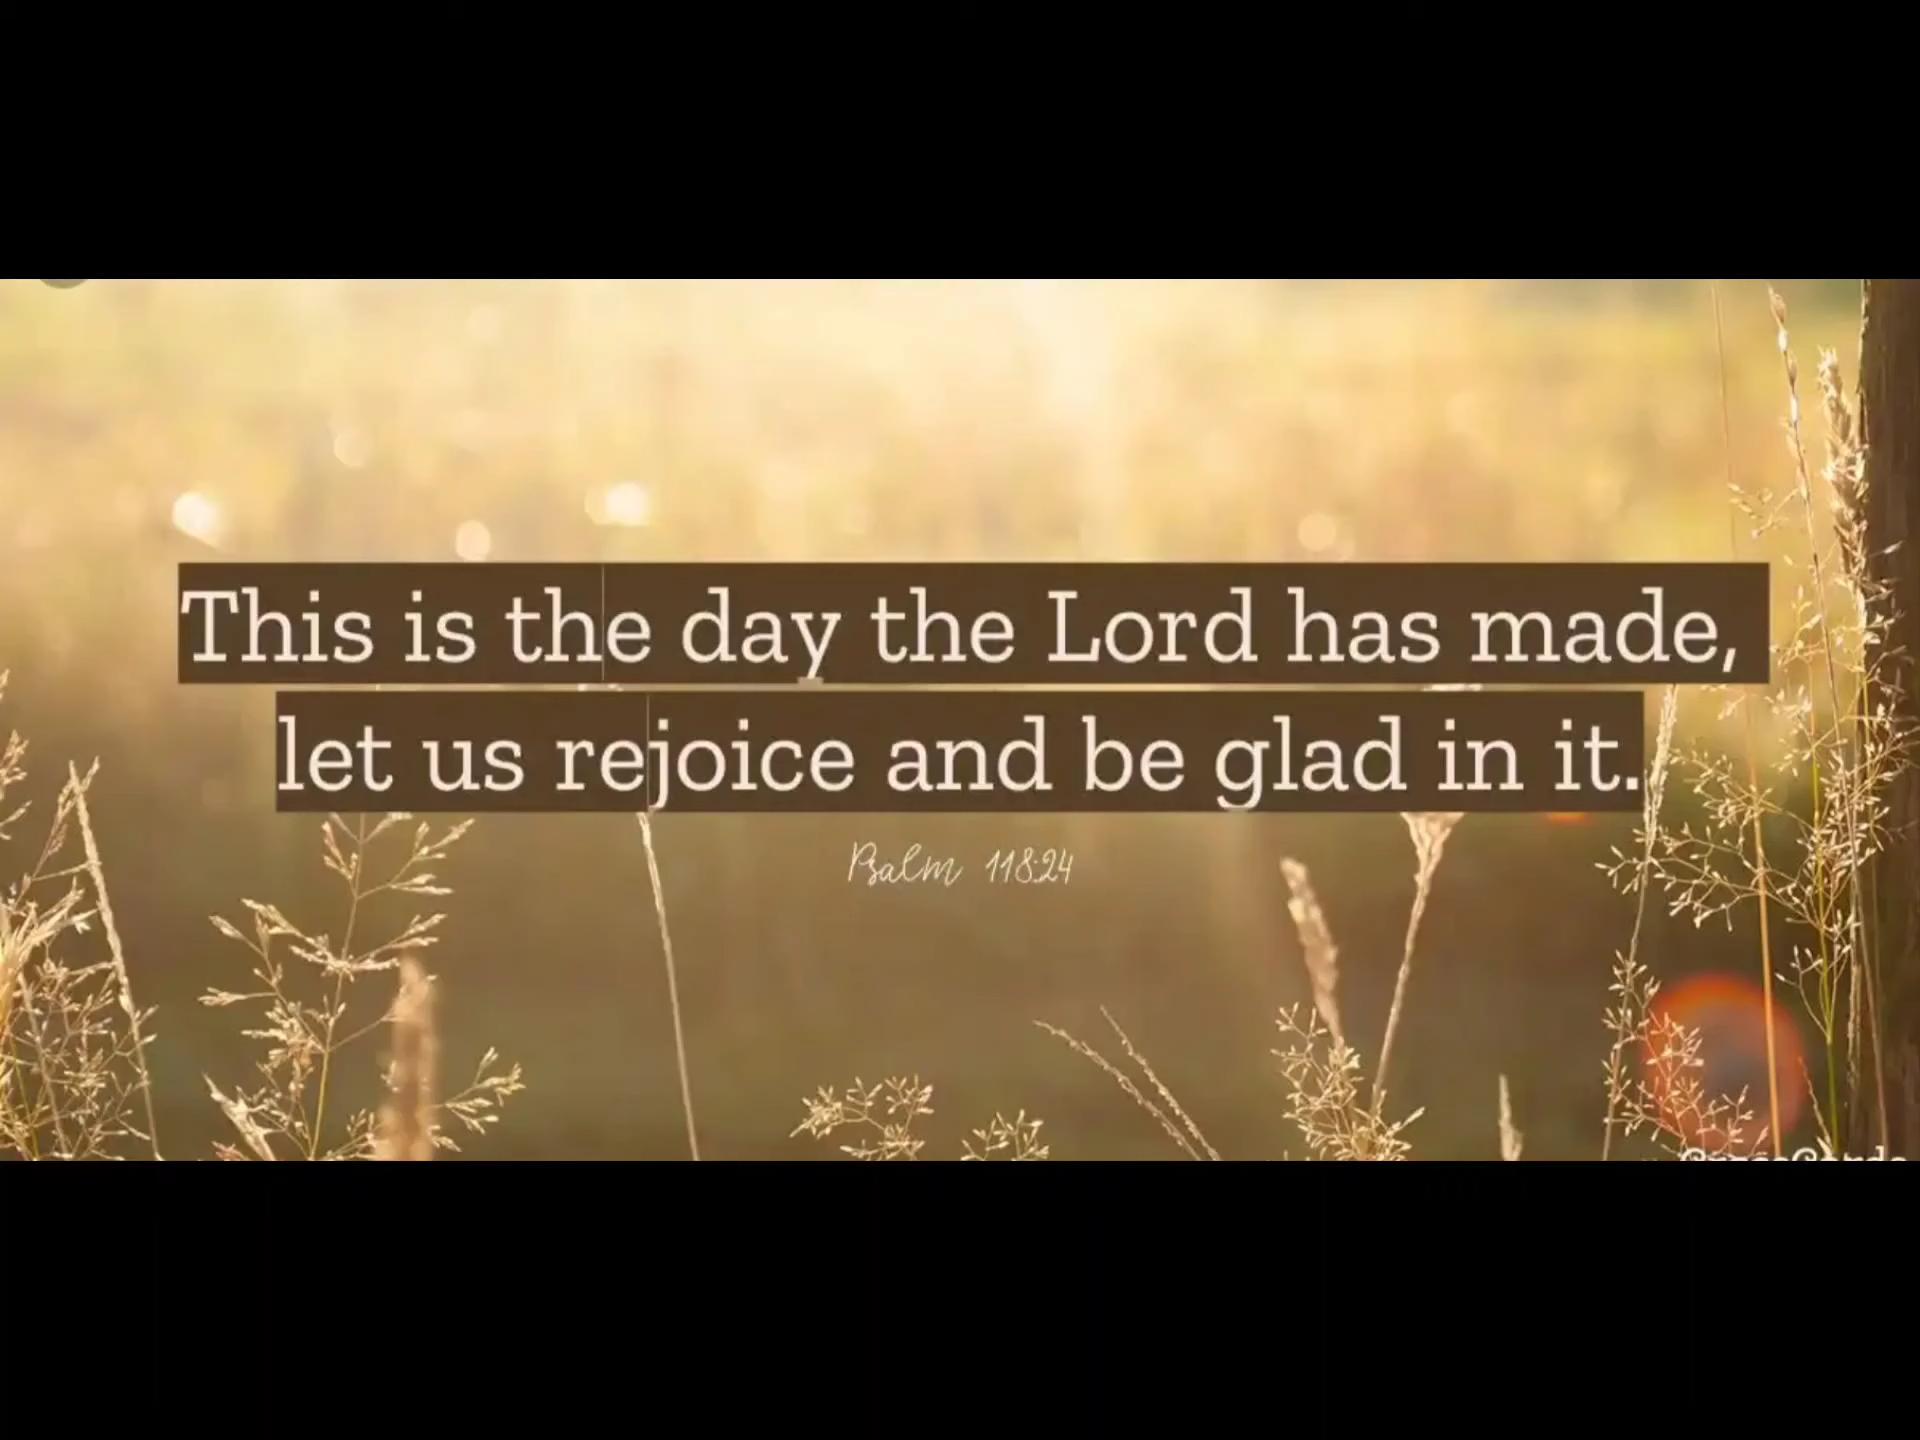 This is the day the Lord has made,
let us rejoice and be glad in it.
Psalm 118:24